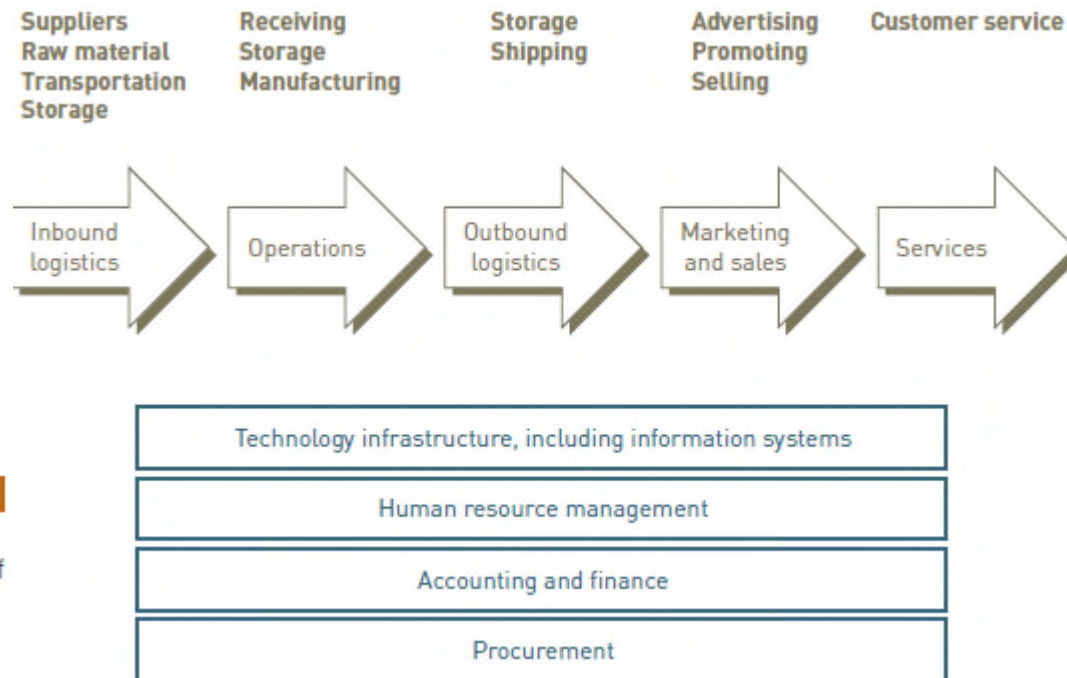 Suppliers
Raw material
Transportation
Storage
Receiving
Storage
Manufacturing
Storage
Shipping
Advertising
Promoting
Selling
Customer service
Inbound
logistics
Operations
Outbound
logistics
Marketing
and sales
Services
Technology infrastructure, including information systems
Human resource management
Accounting and finance
Procurement